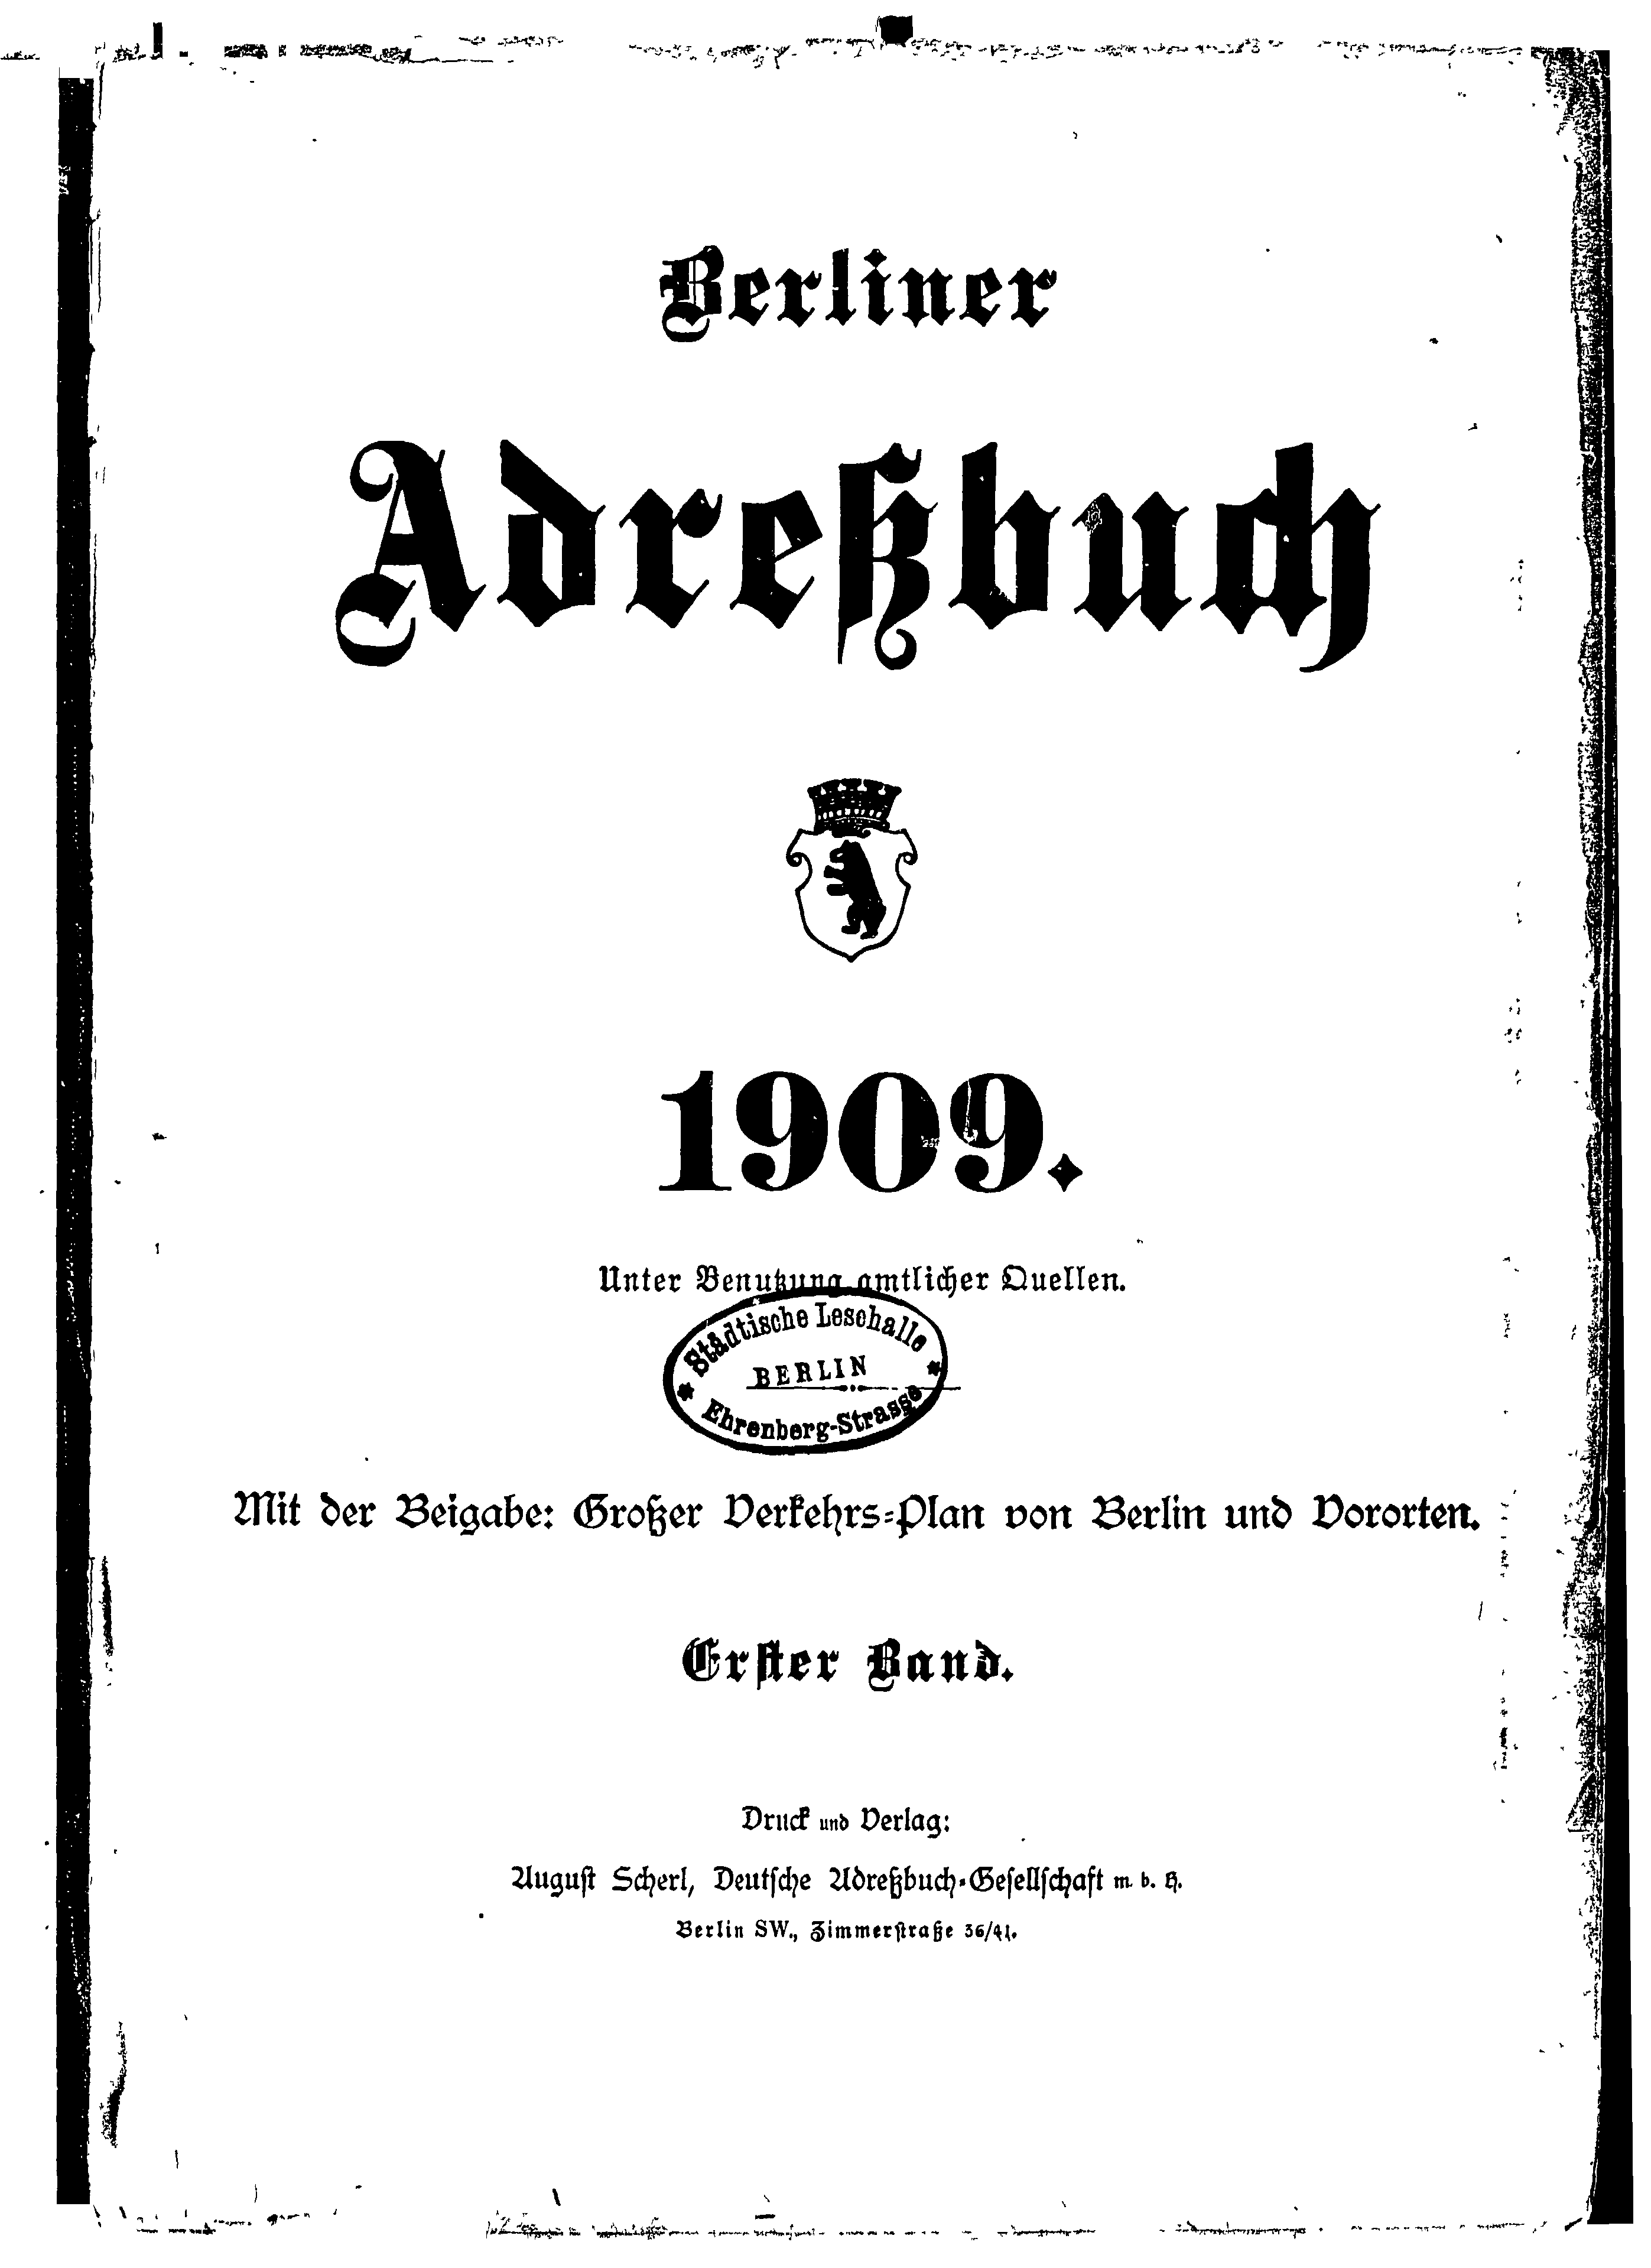 Berliner
Adreßbuch
1909.
Unter Benutzung amtlicher Quellen.
Städtische Lesehalle
BERLIN
Ehrenberg-Strasse
Mit der Beigabe: Großer Verkehrs-Plan von Berlin und Vororten.
Erster Band.
Druck und Verlag:
August Scherl, Deutsche Adreßbuch-Gesellschaft m. b. H.
Berlin SW., Zimmerstraße 36/41.